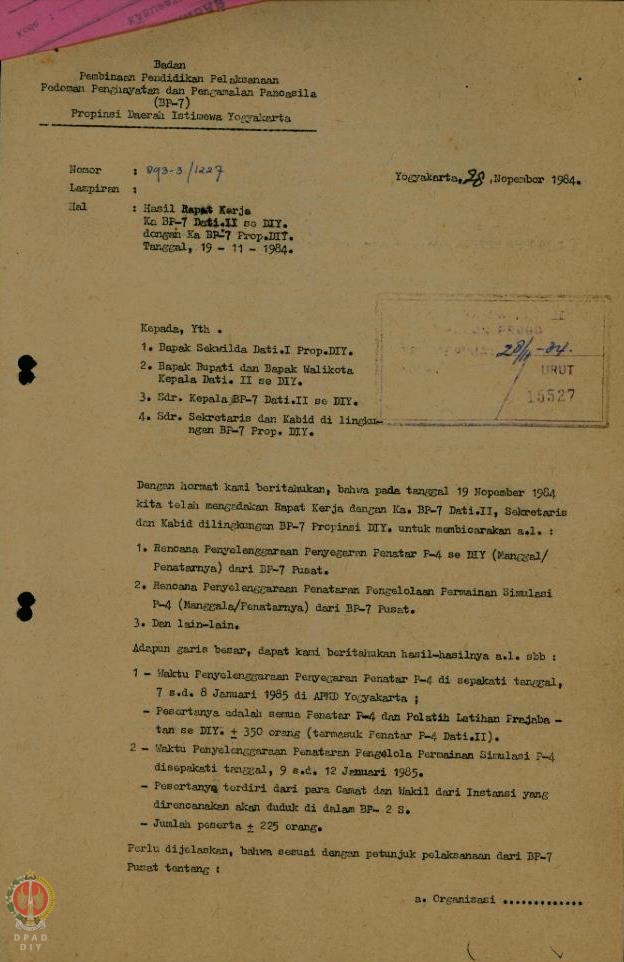 Kode :
Badan
Pembinaan Pendidikan Pelaksanaan
Pedoman Penghayatan dan Pengamalan Pancasila
(BP-7)
Propinsi Daerah Istimewa Yogyakarta
Nomor : 893-3/1227
Yogyakarta, 28 ,Nopember 1984.
Lampiran :
Hal : Hasil Rapat Kerja
Ka BP-7 Dati.II se DIY.
dengan Ka BP-7 Prop.DIY.
Tanggal, 19 - 11 - 1984.
Kepada, Yth .
1. Bapak Sekwilda Dati.I Prop.DIY.
2. Bapak Bupati dan Bapak Walikota
Kepala Dati. II se DIY.
3. Sdr. Kepala BP-7 Dati.II se DIY.
4. Sdr. Sekretaris dan Kabid di lingku-
ngan BP-7 Prop. DIY.
PROGO
28/11-84.
URUT
15527
Dengan hormat kami beritahukan, bahwa pada tanggal 19 Nopember 1984
kita telah mengadakan Rapat Kerja dengan Ka. BP-7 Dati.II, Sekretaris
dan Kabid dilingkungan BP-7 Propinsi DIY. untuk membicarakan a.l. :
1. Rencana Penyelenggaraan Penyegaran Penatar P-4 se DIY (Manggal/
Penatarnya) dari BP-7 Pusat.
2. Rencana Penyelenggaraan Penataran Pengelolaan Permainan Simulasi
P-4 (Manggala/Penatarnya) dari BP-7 Pusat.
3. Dan lain-lain.
Adapun garis besar, dapat kami beritahukan hasil-hasilnya a.l. sbb :
1 - Waktu Penyelenggaraan Penyegaran Penatar P-4 di sepakati tanggal,
7 s.d. 8 Januari 1985 di APKD Yogyakarta ;
- Pesertanya adalah semua Penatar P-4 dan Pelatih Latihan Prajaba -
tan se DIY. ± 350 orang (termasuk Penatar P-4 Dati.II).
2 - Waktu Penyelenggaraan Penataran Pengelola Permainan Simulasi P-4
disepakati tanggal, 9 s.d. 12 Januari 1985.
- Pesertanya terdiri dari para Camat dan Wakil dari Instansi yang
direncanakan akan duduk di dalam BP- 2 S.
- Jumlah peserta ± 225 orang.
Perlu dijelaskan, bahwa sesuai dengan petunjuk pelaksanaan dari BP-7
Pusat tentang :
a. Organisasi .............
DPAD
DIY